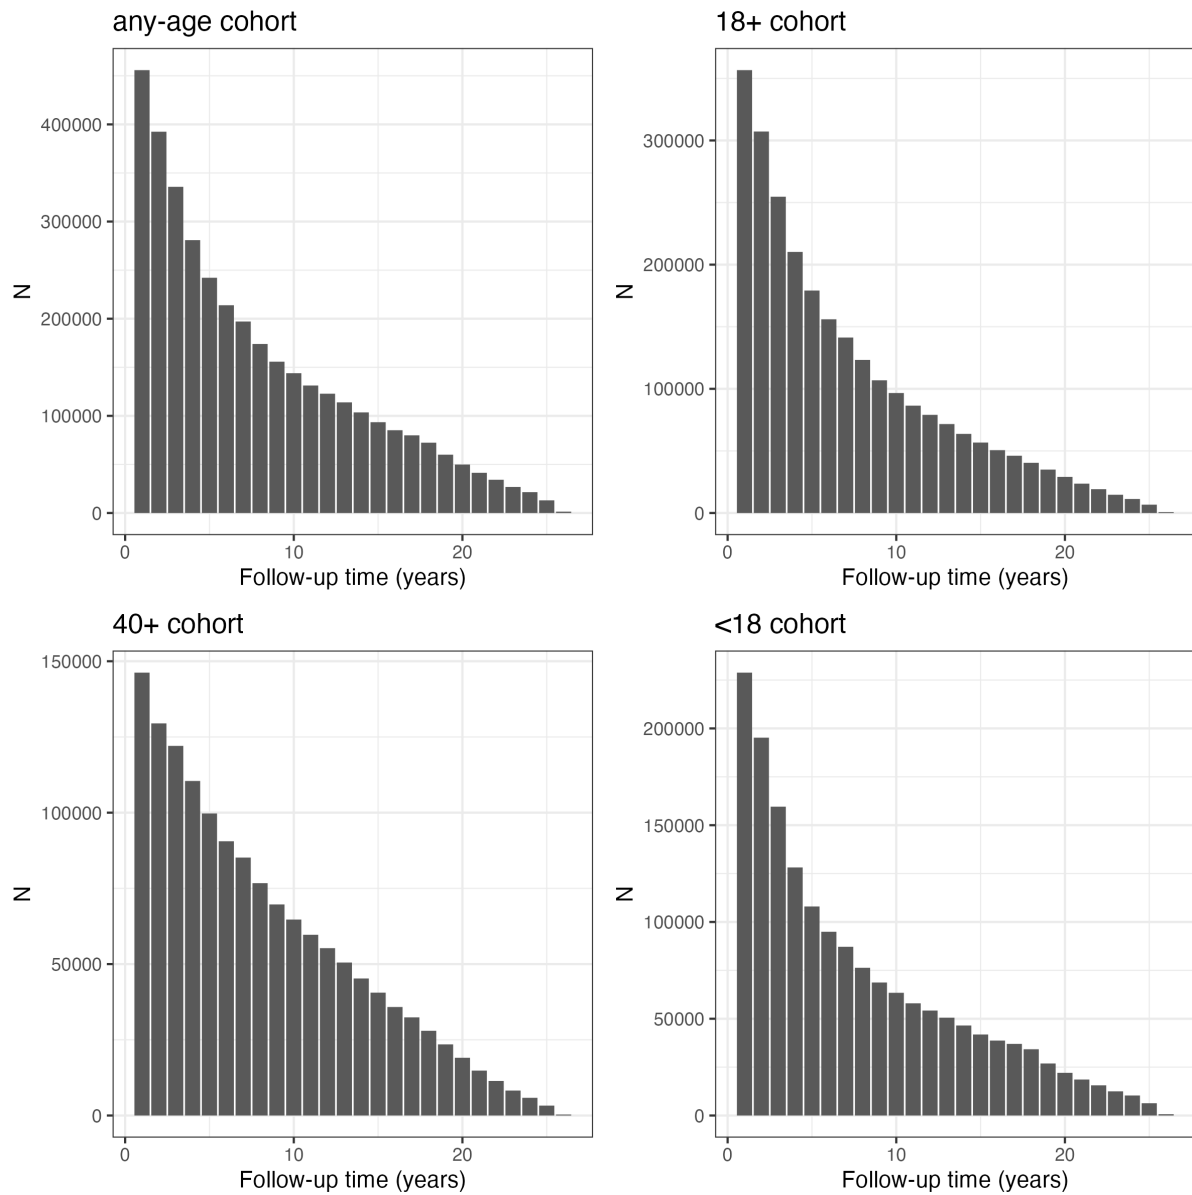 any-age cohort
N
400000
300000
200000
100000
0
0 10 20
Follow-up time (years)
18+ cohort
N
300000
200000
100000
0
0 10 20
Follow-up time (years)
40+ cohort
N
150000
100000
50000
0
0 10 20
Follow-up time (years)
<18 cohort
N
200000
150000
100000
50000
0
0 10 20
Follow-up time (years)